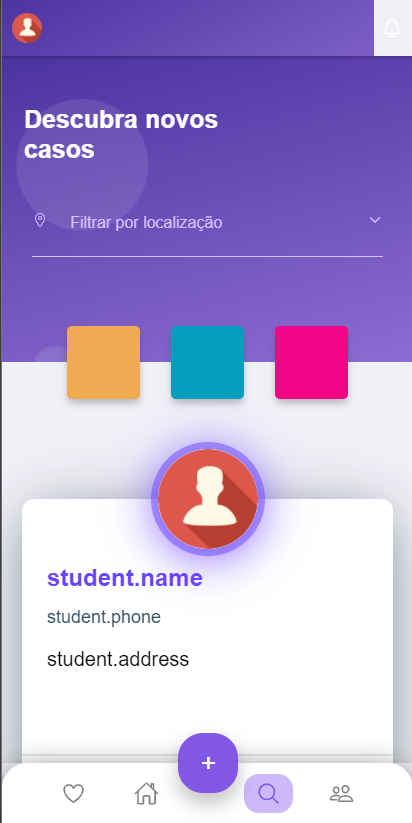 Descubra novos
casos
Filtrar por localização
student.name
student.phone
student.address
+